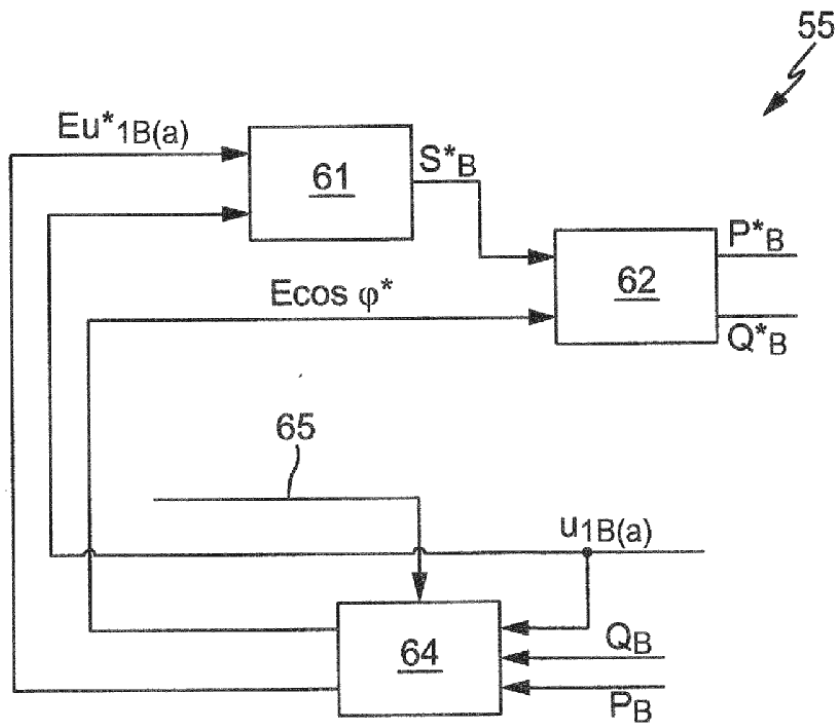 55
Eu*1B(a)
61
S*B
P*B
62
Ecos φ*
Q*B
65
u1B(a)
64
QB
PB